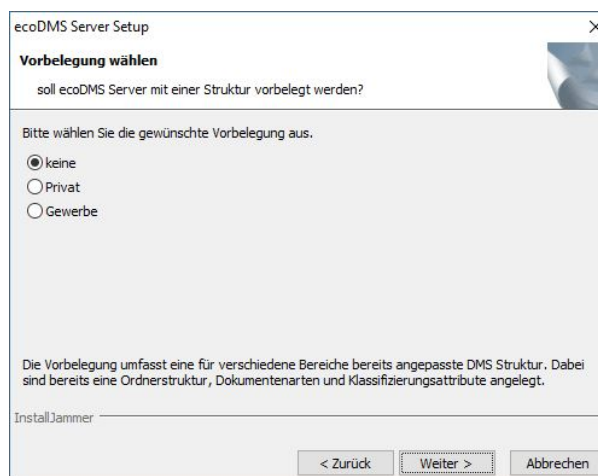 ecoDMS Server Setup
Vorbelegung wählen
soll ecoDMS Server mit einer Struktur vorbelegt werden?
Bitte wählen Sie die gewünschte Vorbelegung aus.
keine
Privat
Gewerbe
Die Vorbelegung umfasst eine für verschiedene Bereiche bereits angepasste DMS Struktur. Dabei
sind bereits eine Ordnerstruktur, Dokumentenarten und Klassifizierungsattribute angelegt.
InstallJammer
< Zurück Weiter > Abbrechen